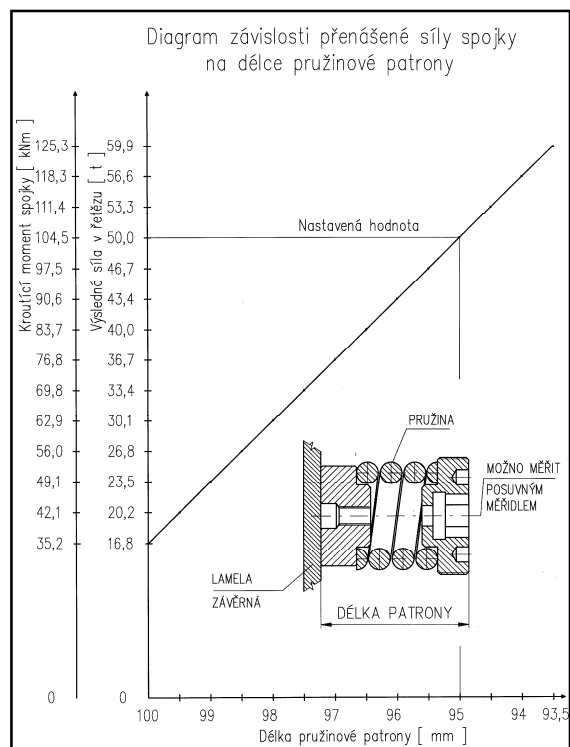 Diagram závislosti přenášené síly spojky
na délce pružinové patrony
Kroutící moment spojky [ kNm ]
Výsledná síla v řetězu [ t ]
125,3 59,9
118,3 56,6
111,4 53,3
104,5 50,0
97,5 46,7
90,6 43,4
83,7 40,0
76,8 36,7
69,8 33,4
62,9 30,1
56,0 26,8
49,1 23,5
42,1 20,2
35,2 16,8
0 0
Nastavená hodnota
PRUŽINA
MOŽNO MĚŘIT
POSUVNÝM
MĚŘIDLEM
LAMELA
ZÁVĚRNÁ
DÉLKA PATRONY
100 99 98 97 96 95 94 93,5
Délka pružinové patrony [ mm ]